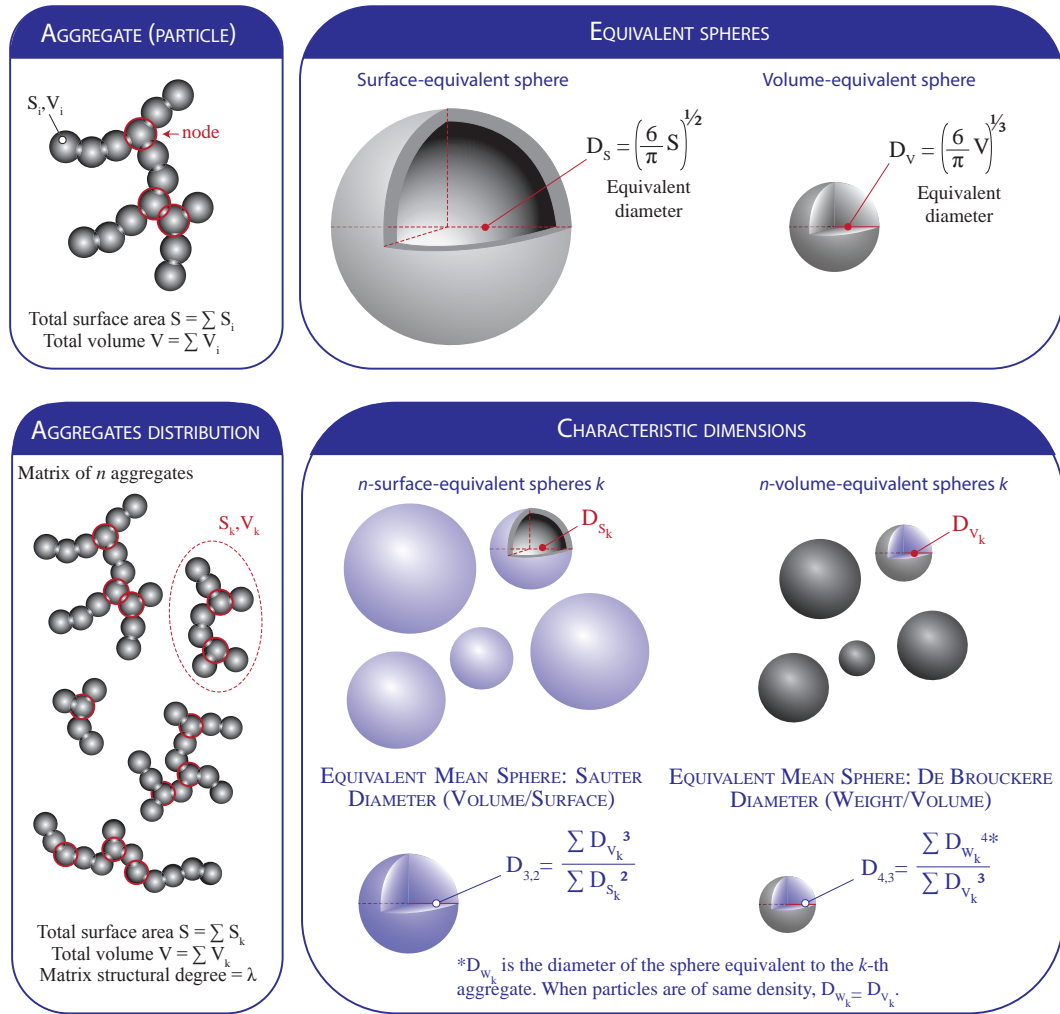 AGGREGATE (PARTICLE)
S_i,V_i
node
Total surface area S = ∑ S_i
Total volume V = ∑ V_i
EQUIVALENT SPHERES
Surface-equivalent sphere
D_S = (6/π S)^½
Equivalent
diameter
Volume-equivalent sphere
D_V = (6/π V)^⅓
Equivalent
diameter
AGGREGATES DISTRIBUTION
Matrix of n aggregates
S_k,V_k
Total surface area S = ∑ S_k
Total volume V = ∑ V_k
Matrix structural degree = λ
CHARACTERISTIC DIMENSIONS
n-surface-equivalent spheres k
D_S_k
n-volume-equivalent spheres k
D_V_k
EQUIVALENT MEAN SPHERE: SAUTER
DIAMETER (VOLUME/SURFACE)
D_3,2 = ∑ D_V_k^3 / ∑ D_S_k^2
EQUIVALENT MEAN SPHERE: DE BROUCKERE
DIAMETER (WEIGHT/VOLUME)
D_4,3 = ∑ D_W_k^4* / ∑ D_V_k^3
*D_W_k is the diameter of the sphere equivalent to the k-th
aggregate. When particles are of same density, D_W_k = D_V_k.